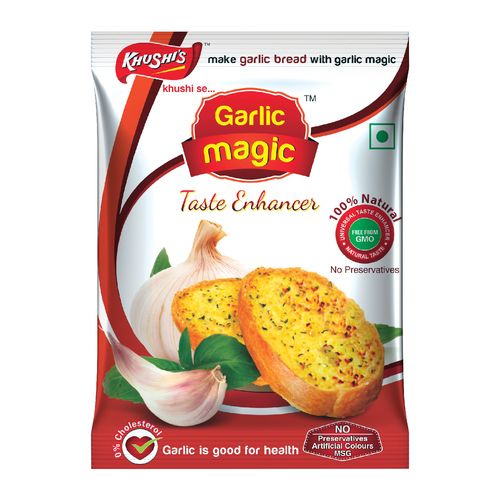 KHUSHI'S™
make garlic bread with garlic magic
khushi se...
Garlic TM
magic
Taste Enhancer
100% Natural
UNIVERSAL TASTE ENHANCER
FREE FROM
GMO
NATURAL TASTE
No Preservatives
0% Cholesterol
Garlic is good for health
NO
Preservatives
Artificial Colours
MSG